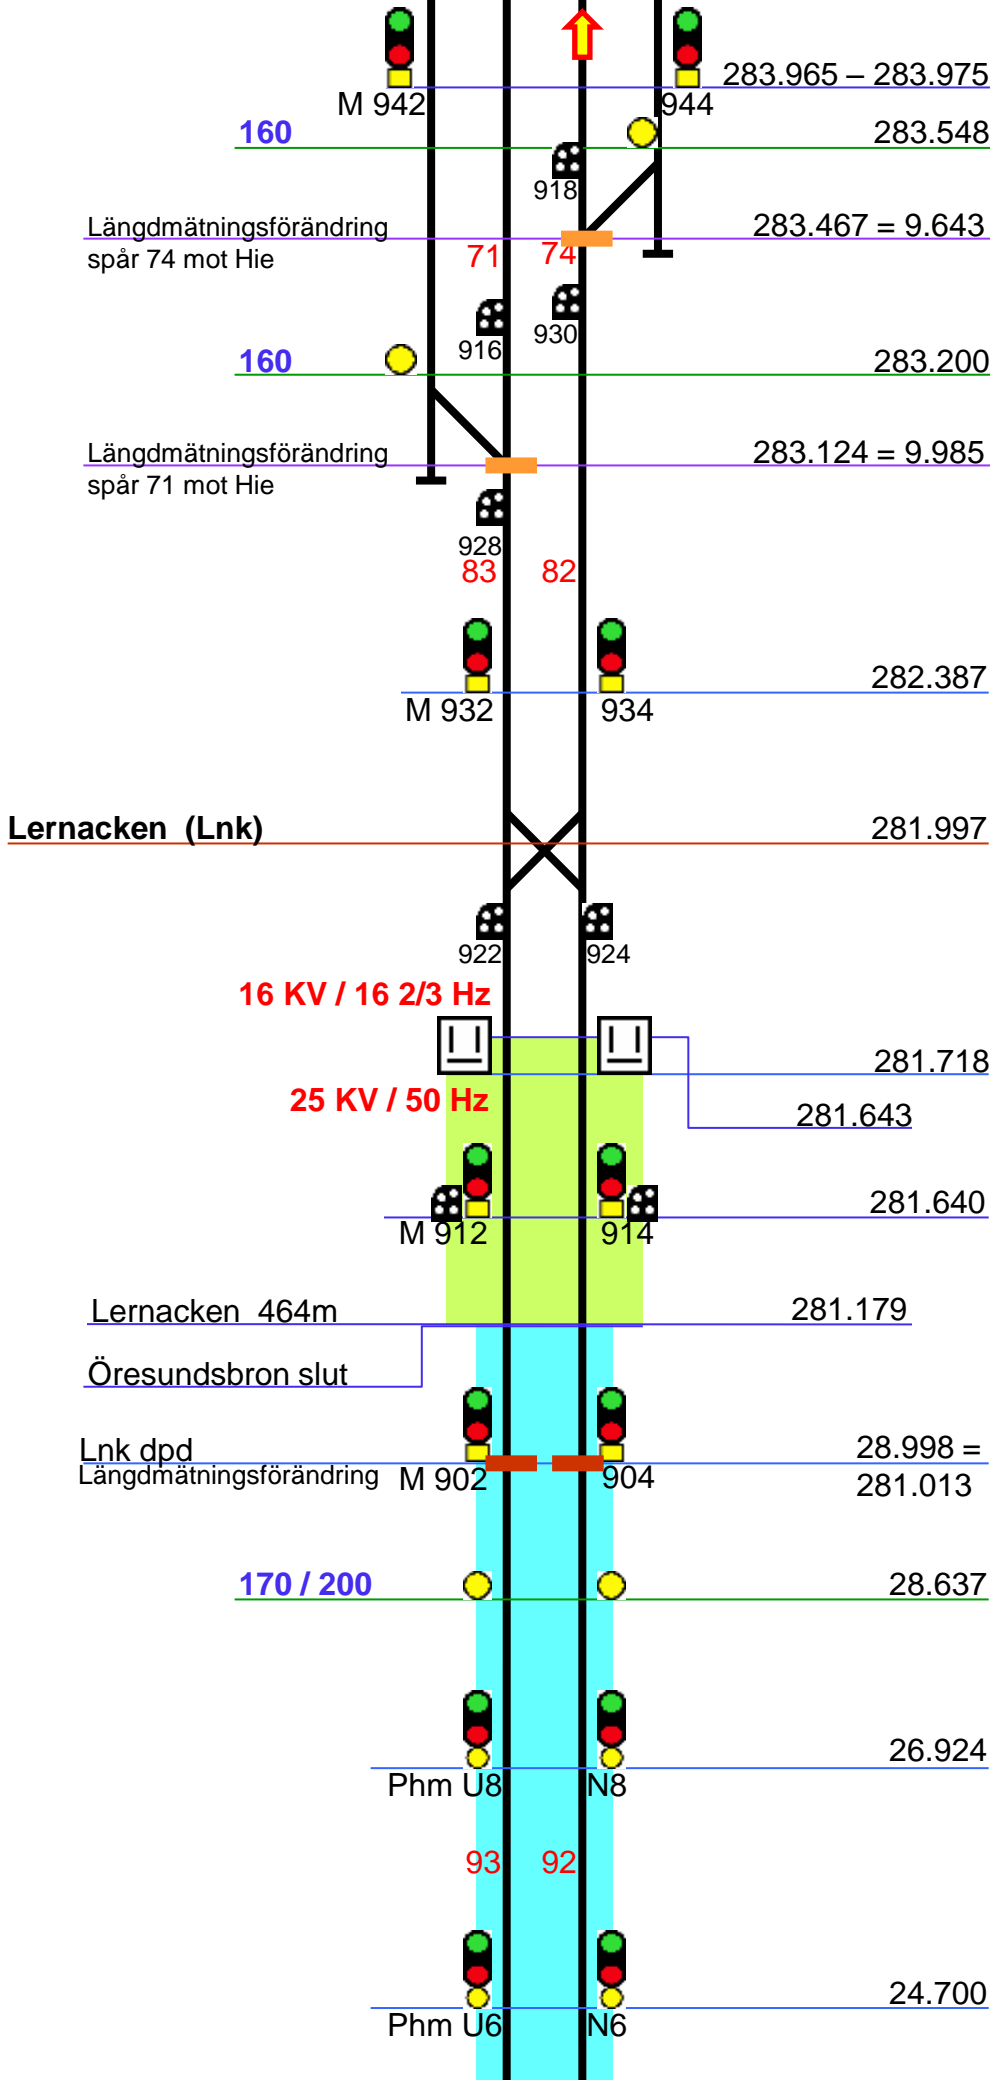 283.965 – 283.975
M 942
944
160
283.548
918
Längdmätningsförändring
spår 74 mot Hie
283.467 = 9.643
71
74
930
916
160
283.200
Längdmätningsförändring
spår 71 mot Hie
283.124 = 9.985
928
83
82
282.387
M 932
934
Lernacken (Lnk)
281.997
922
924
16 KV / 16 2/3 Hz
281.718
25 KV / 50 Hz
281.643
281.640
M 912
914
Lernacken 464m
281.179
Öresundsbron slut
Lnk dpd
Längdmätningsförändring
M 902
904
28.998 =
281.013
170 / 200
28.637
26.924
Phm U8
N8
93
92
24.700
Phm U6
N6